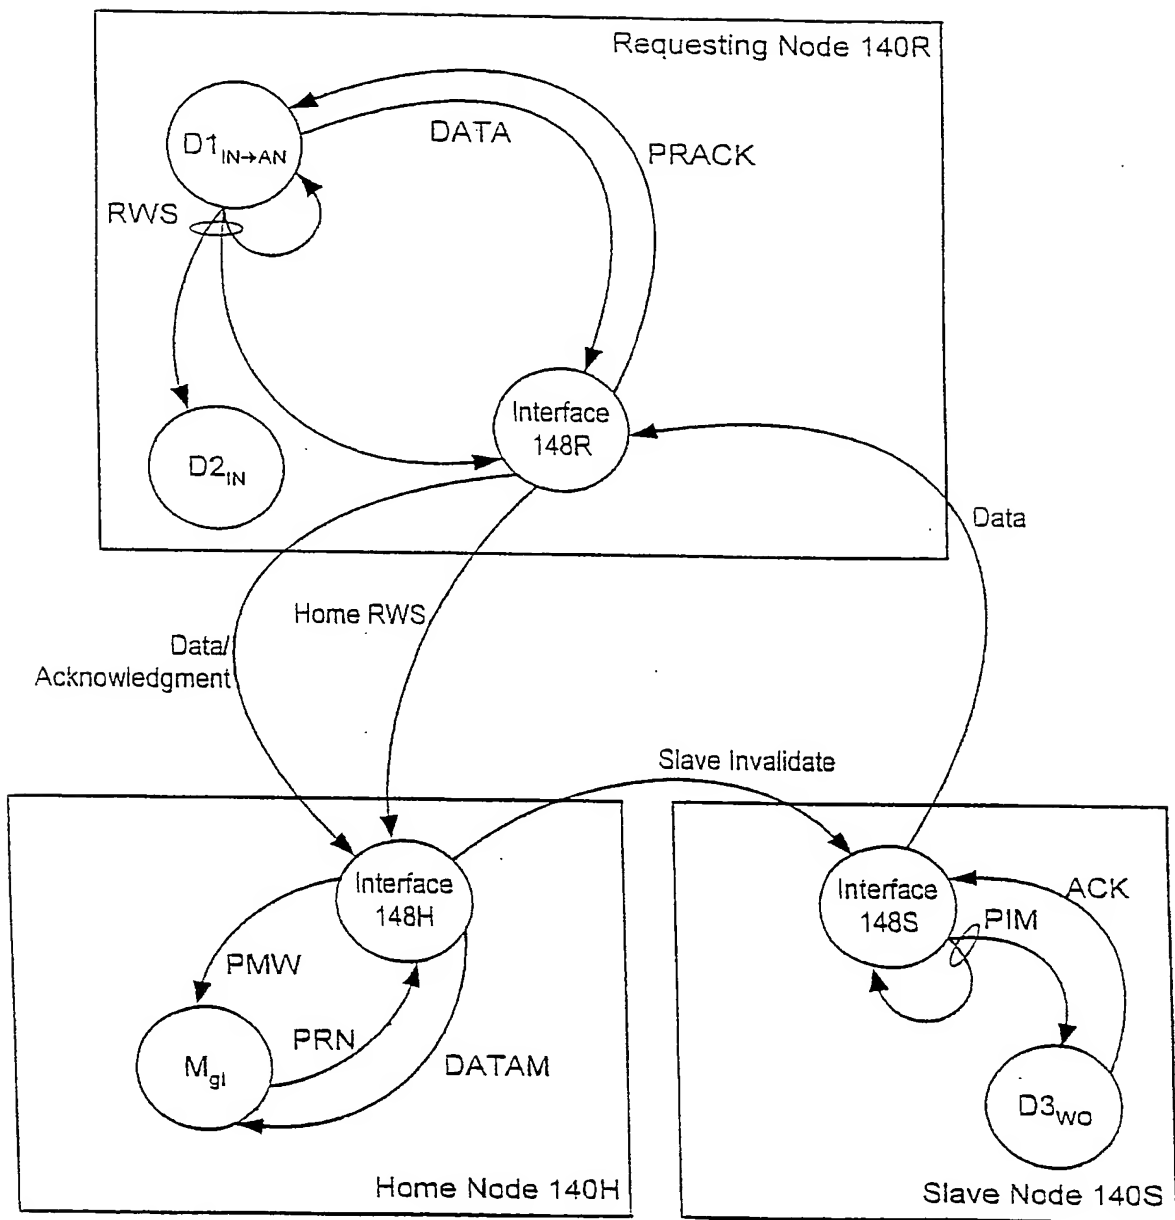 Requesting Node 140R
D1IN→AN
DATA
PRACK
RWS
Interface
148R
D2IN
Data
Home RWS
Data/
Acknowledgment
Slave Invalidate
Interface
148H
Interface
148S
ACK
PIM
PMW
PRN
Mgl
DATAM
D3WO
Home Node 140H
Slave Node 140S